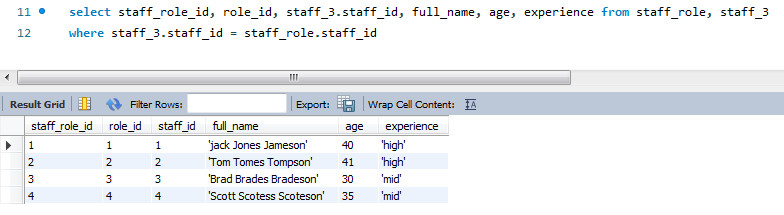 11 select staff_role_id, role_id, staff_3.staff_id, full_name, age, experience from staff_role, staff_3
12 where staff_3.staff_id = staff_role.staff_id
Result Grid Filter Rows: Export: Wrap Cell Content: IA
staff_role_id role_id staff_id full_name age experience
1 1 1 'jack Jones Jameson' 40 'high'
2 2 2 'Tom Tomes Tompson' 41 'high'
3 3 3 'Brad Brades Bradeson' 30 'mid'
4 4 4 'Scott Scotess Scoteson' 35 'mid'